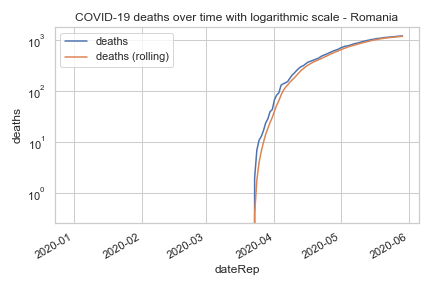 COVID-19 deaths over time with logarithmic scale - Romania
deaths
deaths (rolling)
10³
10²
10¹
10⁰
deaths
2020-01
2020-02
2020-03
2020-04
2020-05
2020-06
dateRep